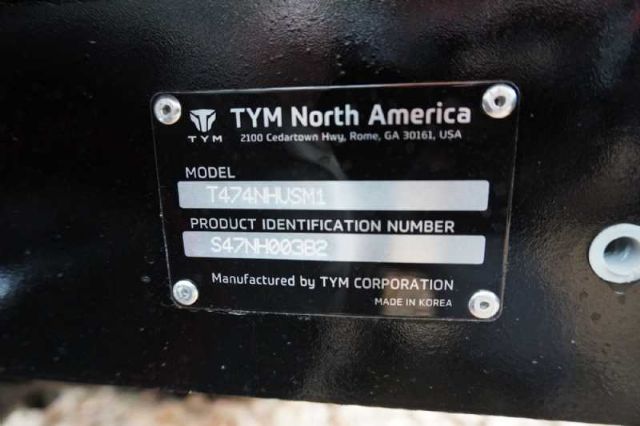 TYM
TYM North America
2100 Cedartown Hwy, Rome, GA 30161, USA
MODEL
T474NHUSM1
PRODUCT IDENTIFICATION NUMBER
S47NH00382
Manufactured by TYM CORPORATION
MADE IN KOREA